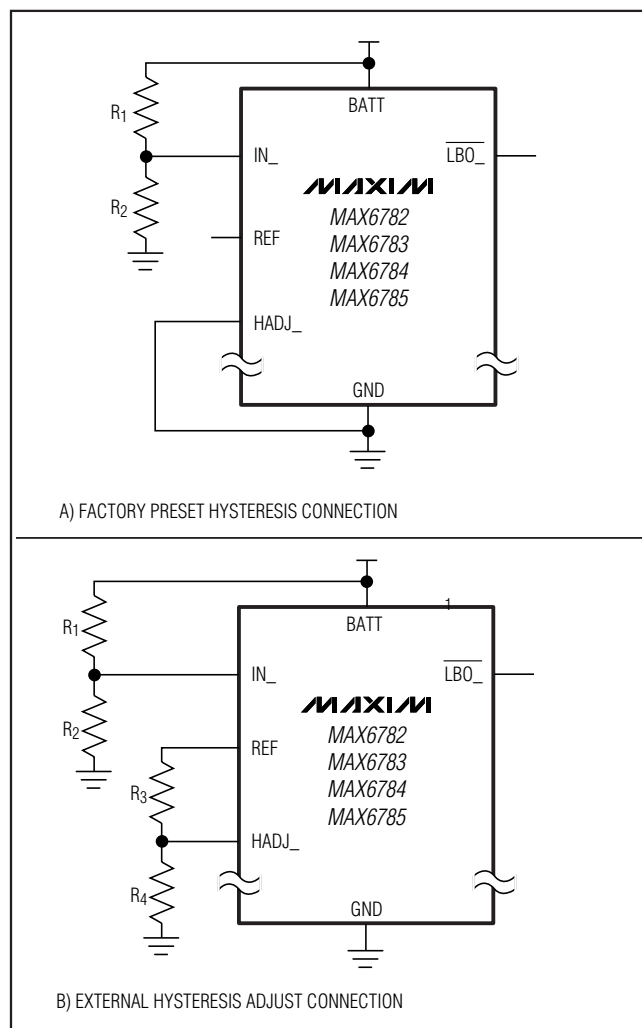 BATT
R1
IN_
LBO_
MAXIM
R2
MAX6782
REF
MAX6783
MAX6784
MAX6785
HADJ_
GND
A) FACTORY PRESET HYSTERESIS CONNECTION
1
R1
BATT
IN_
LBO_
MAXIM
R2
MAX6782
REF
MAX6783
R3
MAX6784
MAX6785
HADJ_
R4
GND
B) EXTERNAL HYSTERESIS ADJUST CONNECTION